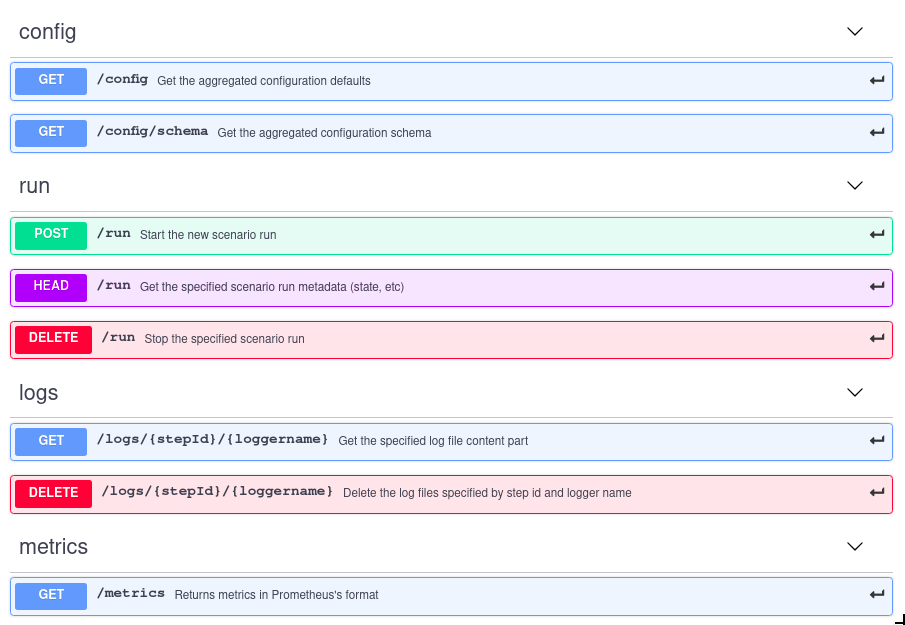 config
GET /config Get the aggregated configuration defaults
GET /config/schema Get the aggregated configuration schema
run
POST /run Start the new scenario run
HEAD /run Get the specified scenario run metadata (state, etc)
DELETE /run Stop the specified scenario run
logs
GET /logs/{stepId}/{loggername} Get the specified log file content part
DELETE /logs/{stepId}/{loggername} Delete the log files specified by step id and logger name
metrics
GET /metrics Returns metrics in Prometheus's format